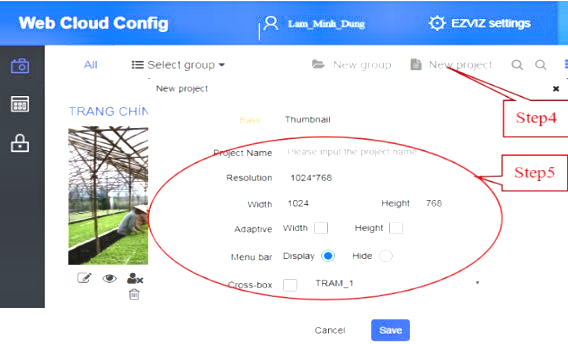 Web Cloud Config Lam_Minh_Dung EZVIZ settings
All Select group New group New project
New project
Step4
TRANG CHÍN
Basic Thumbnail
Project Name Please input the project name
Step5
Resolution 1024*768
Width 1024 Height 768
Adaptive Width Height
Menu bar Display Hide
Cross-box TRAM_1
Cancel Save